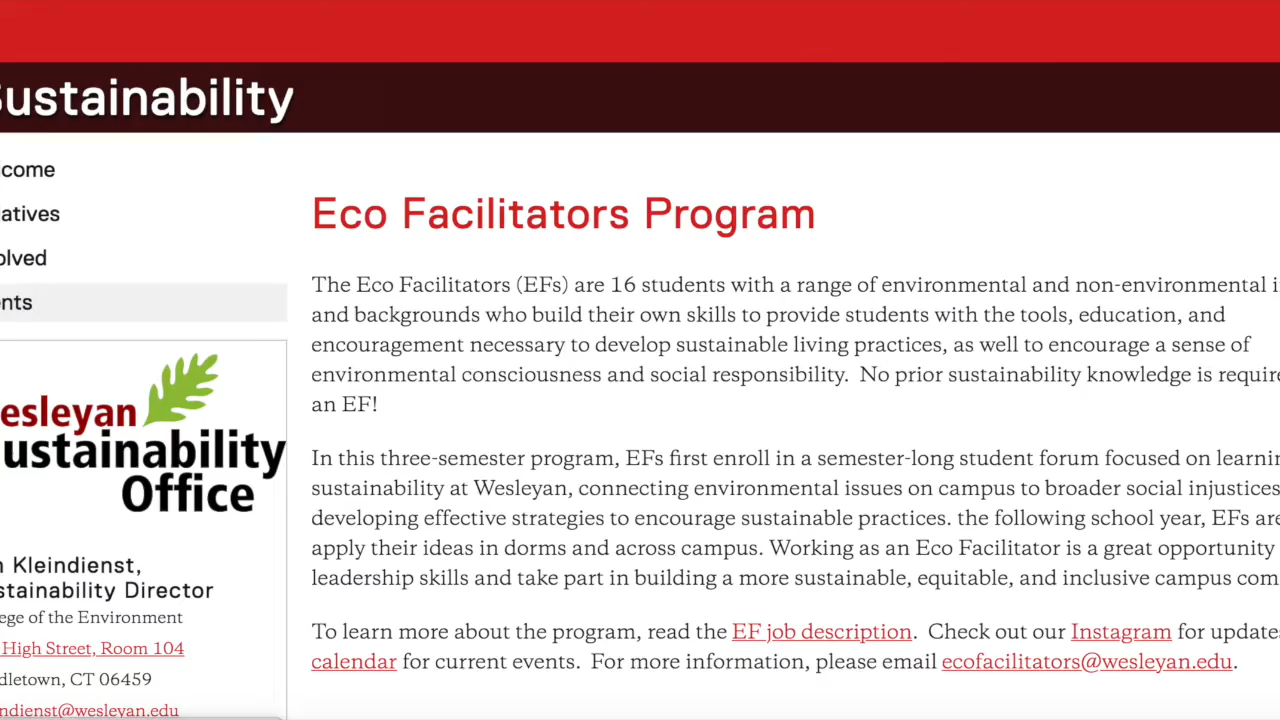 Sustainability
come
atives
olved
nts
esleyan
ustainability
Office
Kleindienst,
stainability Director
ege of the Environment
High Street, Room 104
dletown, CT 06459
ndienst@wesleyan.edu
Eco Facilitators Program
The Eco Facilitators (EFs) are 16 students with a range of environmental and non-environmental i
and backgrounds who build their own skills to provide students with the tools, education, and
encouragement necessary to develop sustainable living practices, as well to encourage a sense of
environmental consciousness and social responsibility. No prior sustainability knowledge is require
an EF!
In this three-semester program, EFs first enroll in a semester-long student forum focused on learnin
sustainability at Wesleyan, connecting environmental issues on campus to broader social injustices
developing effective strategies to encourage sustainable practices. the following school year, EFs are
apply their ideas in dorms and across campus. Working as an Eco Facilitator is a great opportunity
leadership skills and take part in building a more sustainable, equitable, and inclusive campus com
To learn more about the program, read the EF job description. Check out our Instagram for update
calendar for current events. For more information, please email ecofacilitators@wesleyan.edu.